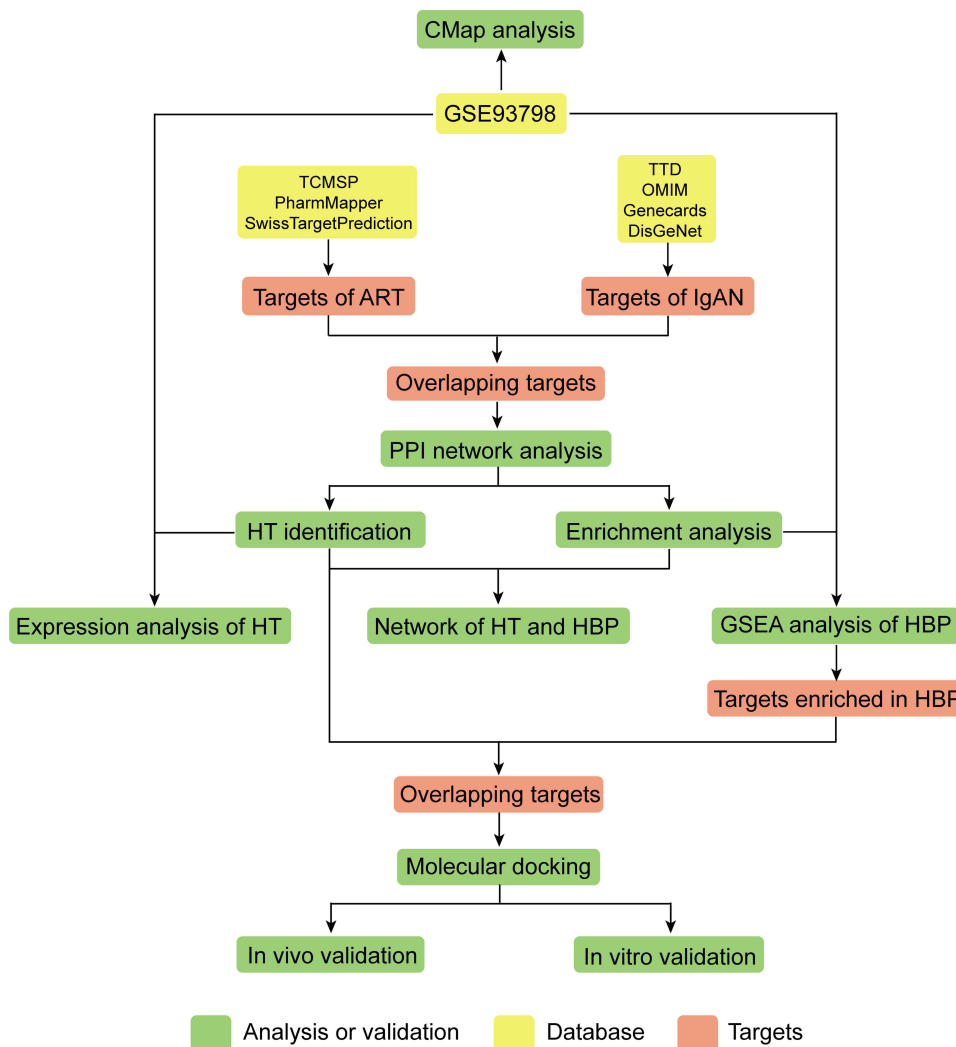 CMap analysis
GSE93798
TCMSP
PharmMapper
SwissTargetPrediction
TTD
OMIM
Genecards
DisGeNet
Targets of ART
Targets of IgAN
Overlapping targets
PPI network analysis
HT identification
Enrichment analysis
Expression analysis of HT
Network of HT and HBP
GSEA analysis of HBP
Targets enriched in HBP
Overlapping targets
Molecular docking
In vivo validation
In vitro validation
Analysis or validation
Database
Targets